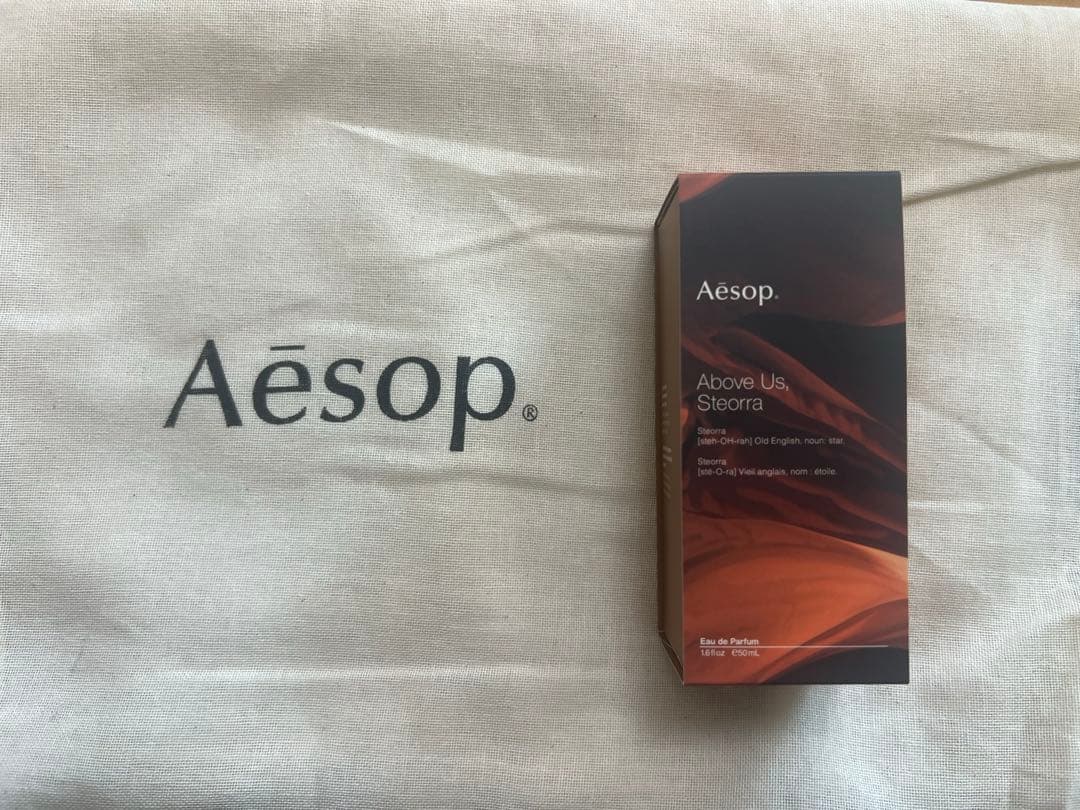 Aēsop®
Aēsop®
Above Us,
Steorra
Steorra
[steh-OH-rah] Old English, noun: star.
Steorra
[sté-O-ra] Vieil anglais, nom : étoile.
Eau de Parfum
1.6 fl oz ℮50 mL